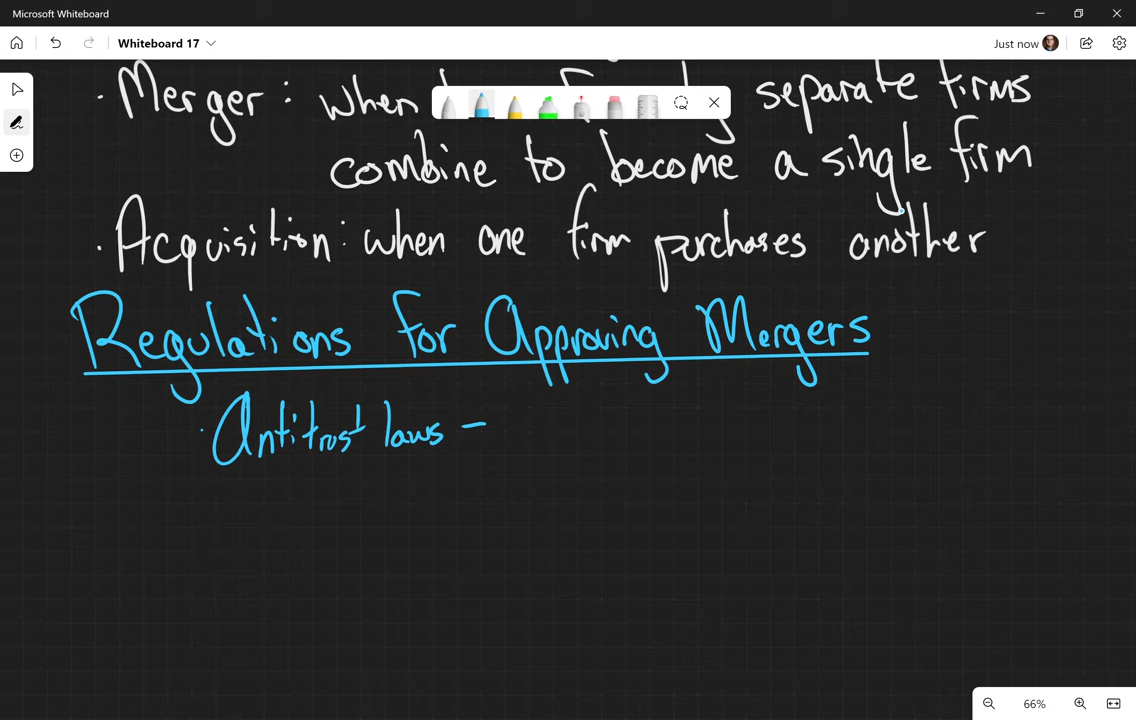 Microsoft Whiteboard
Whiteboard 17
Just now
· Merger: when separate firms
combine to become a single firm
· Acquisition: when one firm purchases another
Regulations for Approving Mergers
· Antitrust laws -
66%